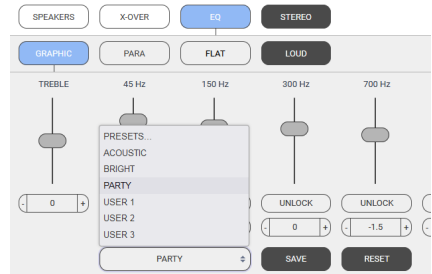 SPEAKERS X-OVER EQ STEREO
GRAPHIC PARA FLAT LOUD
TREBLE 45 Hz 150 Hz 300 Hz 700 Hz
PRESETS...
ACOUSTIC
BRIGHT
PARTY
USER 1
USER 2
USER 3
UNLOCK UNLOCK
- 0 + - 0 + - -1.5 +
PARTY SAVE RESET